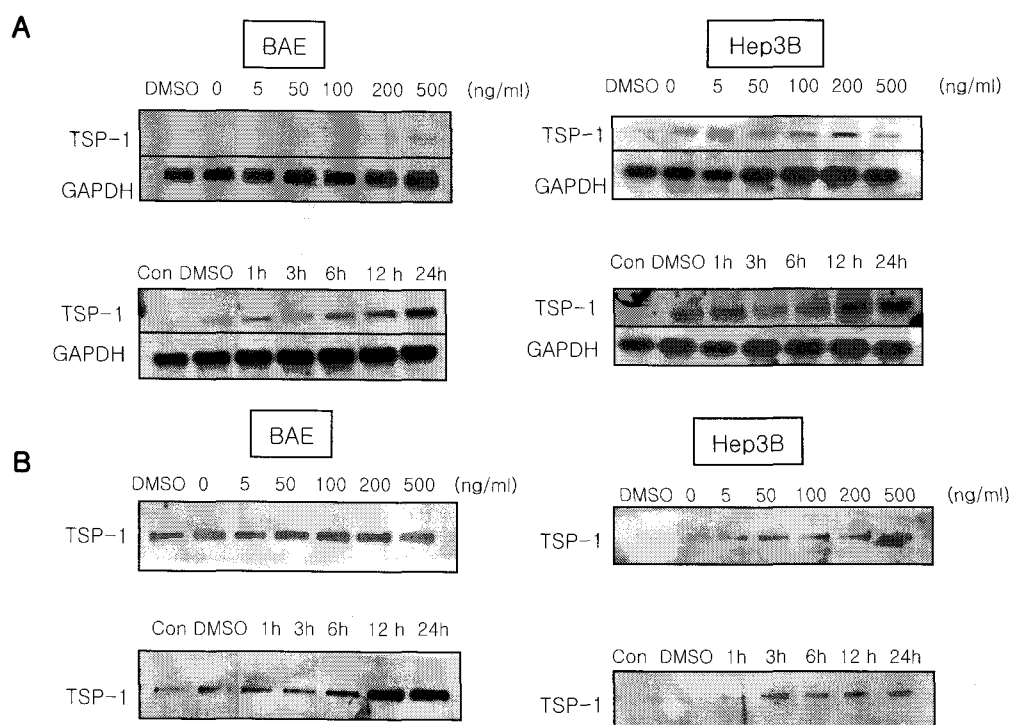 A
BAE
DMSO 0 5 50 100 200 500 (ng/ml)
TSP-1
GAPDH
Hep3B
DMSO 0 5 50 100 200 500 (ng/ml)
TSP-1
GAPDH
Con DMSO 1h 3h 6h 12 h 24h
TSP-1
GAPDH
Con DMSO 1h 3h 6h 12 h 24h
TSP-1
GAPDH
B
BAE
DMSO 0 5 50 100 200 500 (ng/ml)
TSP-1
Hep3B
DMSO 0 5 50 100 200 500 (ng/ml)
TSP-1
Con DMSO 1h 3h 6h 12 h 24h
TSP-1
Con DMSO 1h 3h 6h 12 h 24h
TSP-1